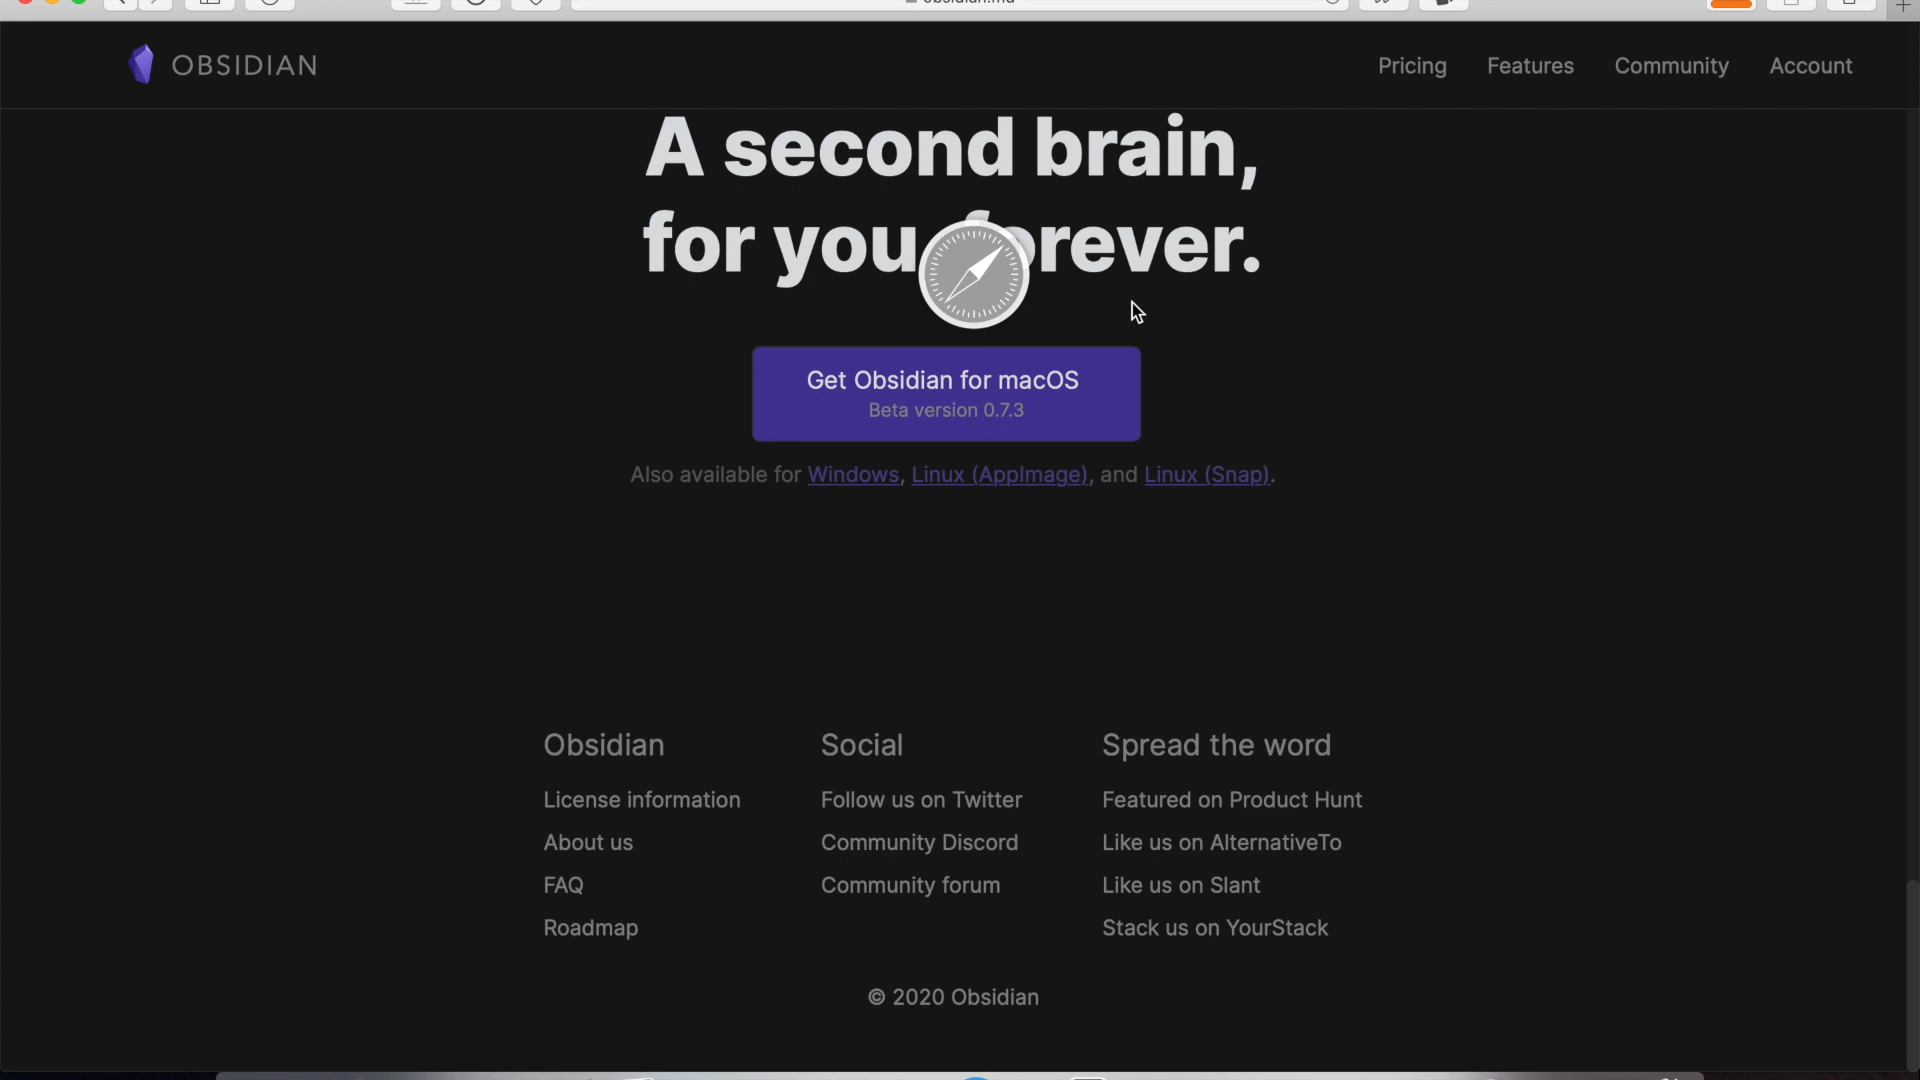 obsidian.md
OBSIDIAN
Pricing Features Community Account
A second brain,
for you, forever.
Get Obsidian for macOS
Beta version 0.7.3
Also available for Windows, Linux (AppImage), and Linux (Snap).
Obsidian
License information
About us
FAQ
Roadmap
Social
Follow us on Twitter
Community Discord
Community forum
Spread the word
Featured on Product Hunt
Like us on AlternativeTo
Like us on Slant
Stack us on YourStack
© 2020 Obsidian